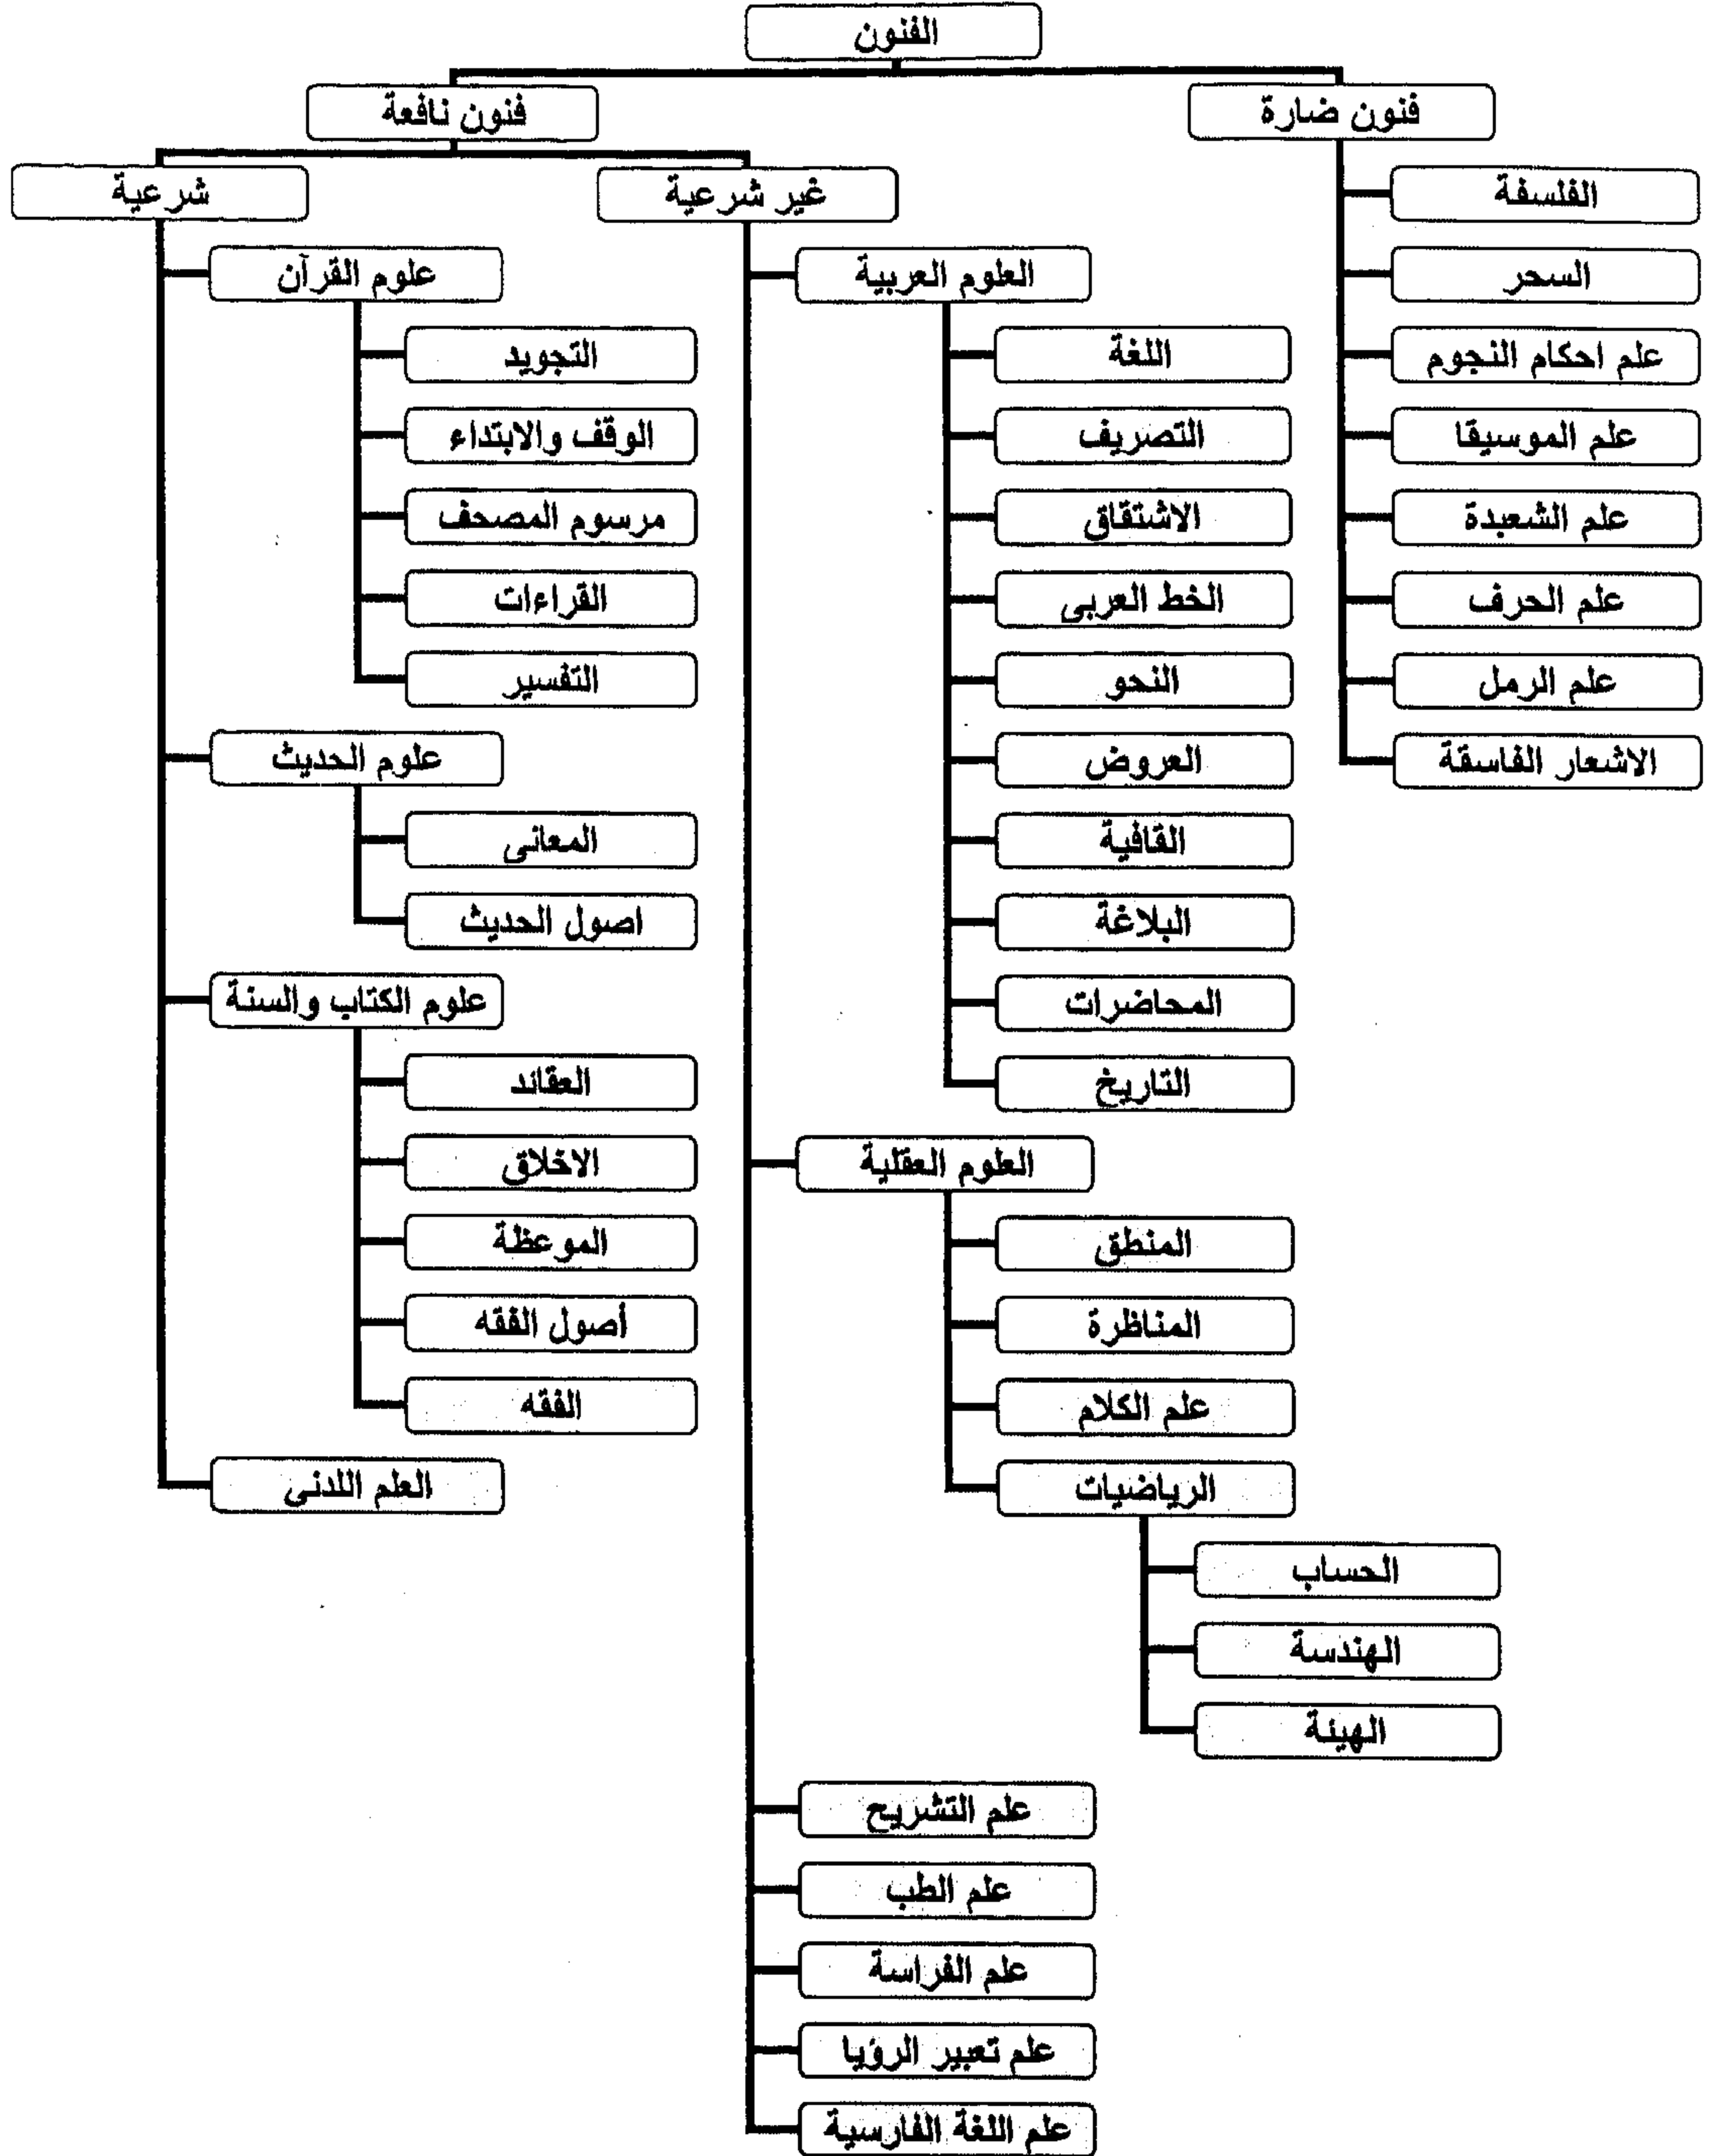 الفنون
فنون ضارة
الفلسفة
السحر
علم احكام النجوم
علم الموسيقا
علم الشعبدة
علم الحرف
علم الرمل
الاشعار الفاسقة
فنون نافعة
غير شرعية
العلوم العربية
اللغة
التصريف
الاشتقاق
الخط العربى
النحو
العروض
القافية
البلاغة
المحاضرات
التاريخ
العلوم العقلية
المنطق
المناظرة
علم الكلام
الرياضيات
الحساب
الهندسة
الهيئة
علم التشريح
علم الطب
علم الفراسة
علم تعبير الرؤيا
علم اللغة الفارسية
شرعية
علوم القرآن
التجويد
الوقف والابتداء
مرسوم المصحف
القراءات
التفسير
علوم الحديث
المعانى
اصول الحديث
علوم الكتاب والسنة
العقائد
الاخلاق
الموعظة
أصول الفقه
الفقه
العلم اللدنى